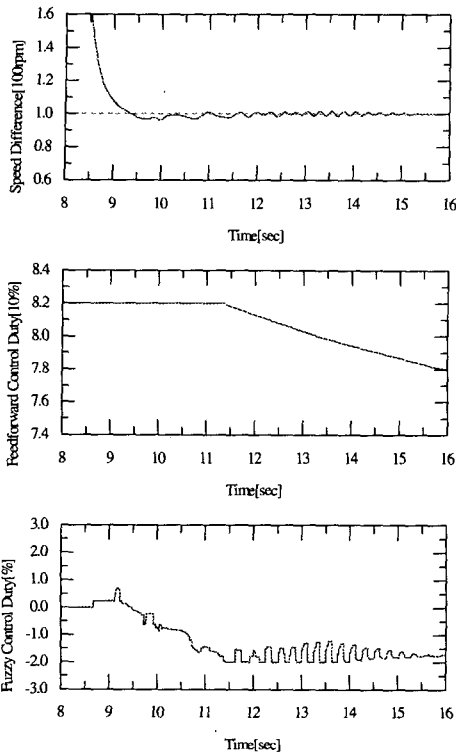 1.6
1.4
1.2
1.0
0.8
0.6
Speed Difference[100rpm]
8 9 10 11 12 13 14 15 16
Time[sec]
8.4
8.2
8.0
7.8
7.6
7.4
Feedforward Control Duty[10%]
8 9 10 11 12 13 14 15 16
Time[sec]
3.0
2.0
1.0
0.0
-1.0
-2.0
-3.0
Fuzzy Control Duty[%]
8 9 10 11 12 13 14 15 16
Time[sec]